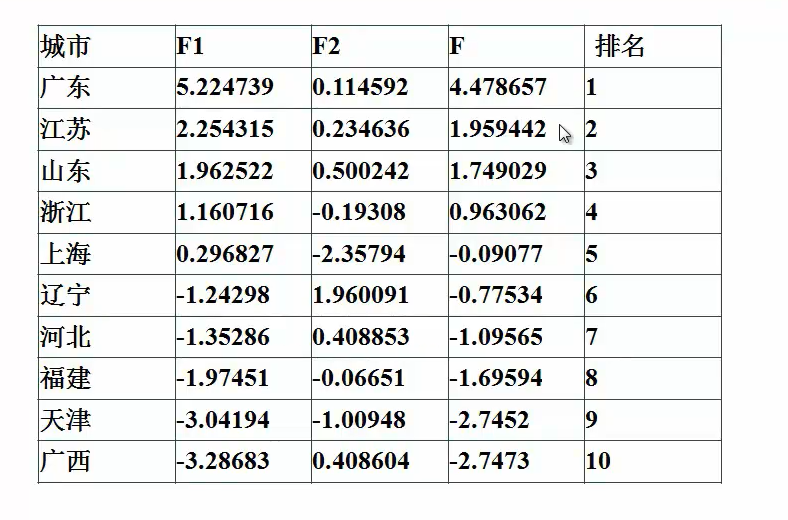 城市 F1 F2 F 排名
广东 5.224739 0.114592 4.478657 1
江苏 2.254315 0.234636 1.959442 2
山东 1.962522 0.500242 1.749029 3
浙江 1.160716 -0.19308 0.963062 4
上海 0.296827 -2.35794 -0.09077 5
辽宁 -1.24298 1.960091 -0.77534 6
河北 -1.35286 0.408853 -1.09565 7
福建 -1.97451 -0.06651 -1.69594 8
天津 -3.04194 -1.00948 -2.7452 9
广西 -3.28683 0.408604 -2.7473 10